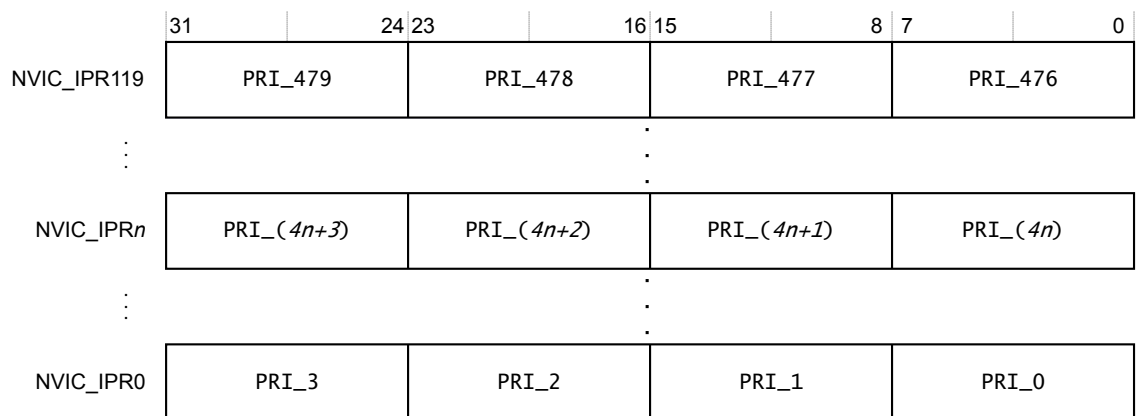 31 24 23 16 15 8 7 0
NVIC_IPR119 PRI_479 PRI_478 PRI_477 PRI_476
NVIC_IPRn PRI_(4n+3) PRI_(4n+2) PRI_(4n+1) PRI_(4n)
NVIC_IPR0 PRI_3 PRI_2 PRI_1 PRI_0